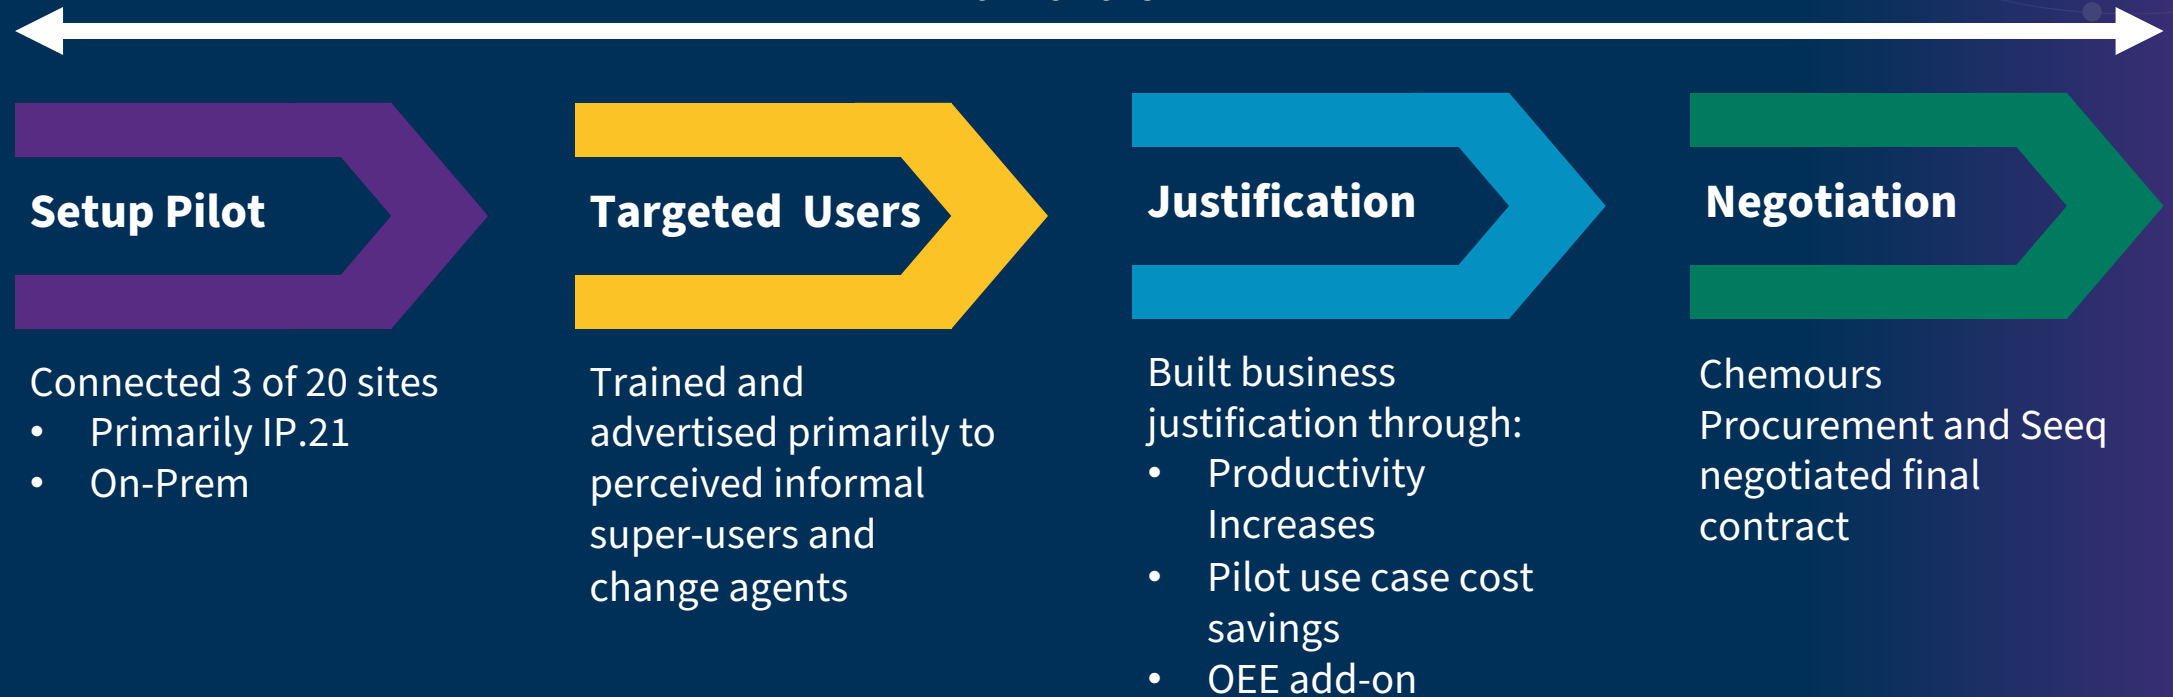 Setup Pilot
Connected 3 of 20 sites
• Primarily IP.21
• On-Prem
Targeted  Users
Trained and
advertised primarily to
perceived informal
super-users and
change agents
Justification
Built business
justification through:
• Productivity
Increases
• Pilot use case cost
savings
• OEE add-on
Negotiation
Chemours
Procurement and Seeq
negotiated final
contract